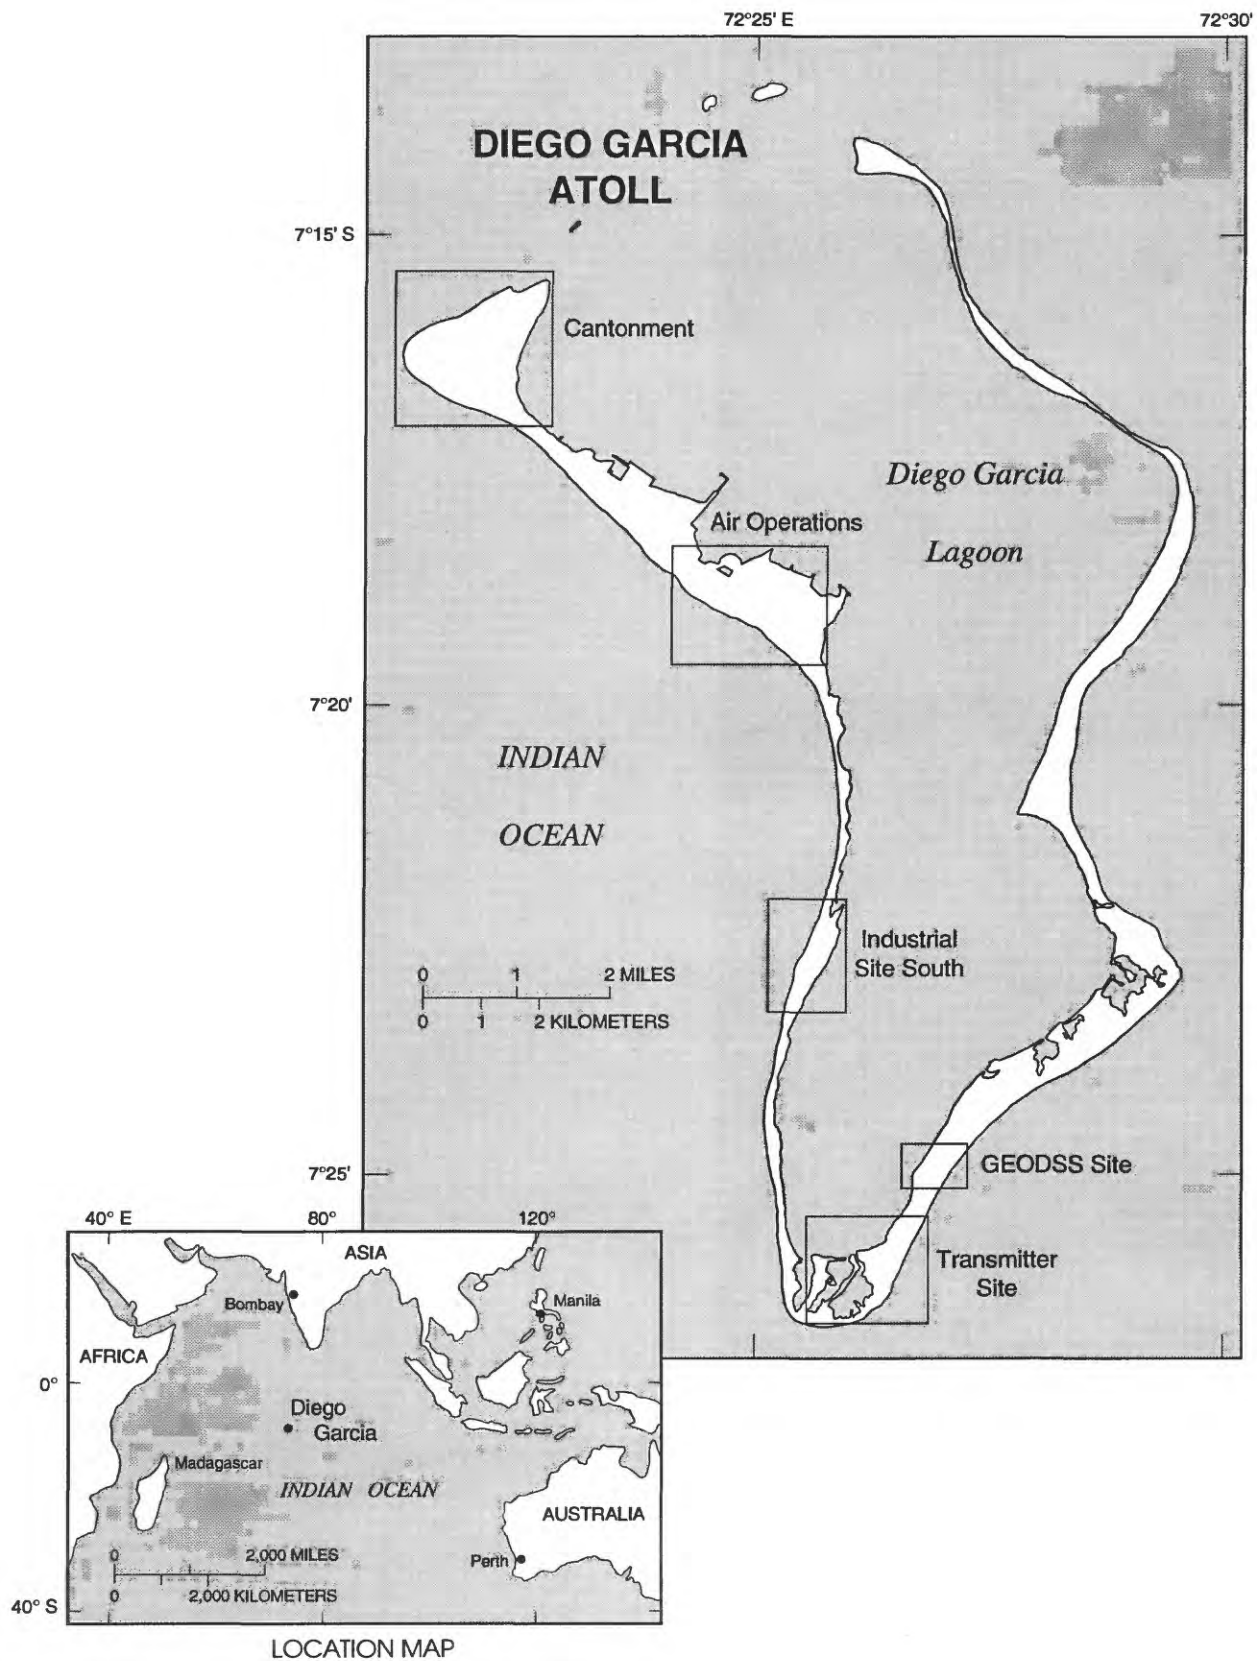 72°25' E
72°30'
DIEGO GARCIA
ATOLL
7°15' S
Cantonment
Diego Garcia
Air Operations
Lagoon
7°20'
INDIAN
OCEAN
Industrial
Site South
0 1 2 MILES
0 1 2 KILOMETERS
7°25'
GEODSS Site
Transmitter
Site
40° E
80°
120°
ASIA
Bombay
Manila
AFRICA
0°
Diego
Garcia
Madagascar
INDIAN OCEAN
AUSTRALIA
0 2,000 MILES
Perth
0 2,000 KILOMETERS
40° S
LOCATION MAP